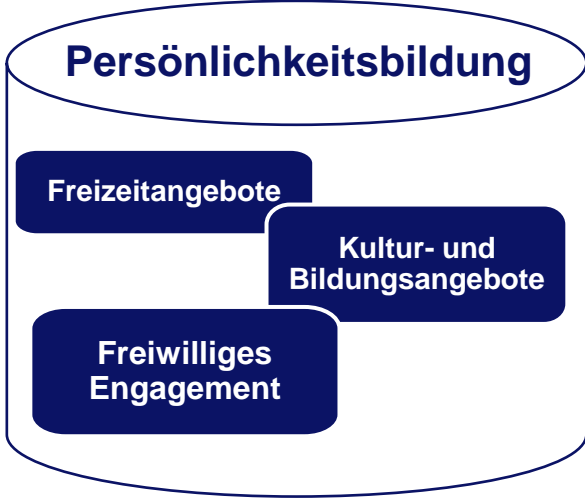 Persönlichkeitsbildung
Freizeitangebote
Kultur- und
Bildungsangebote
Freiwilliges
Engagement